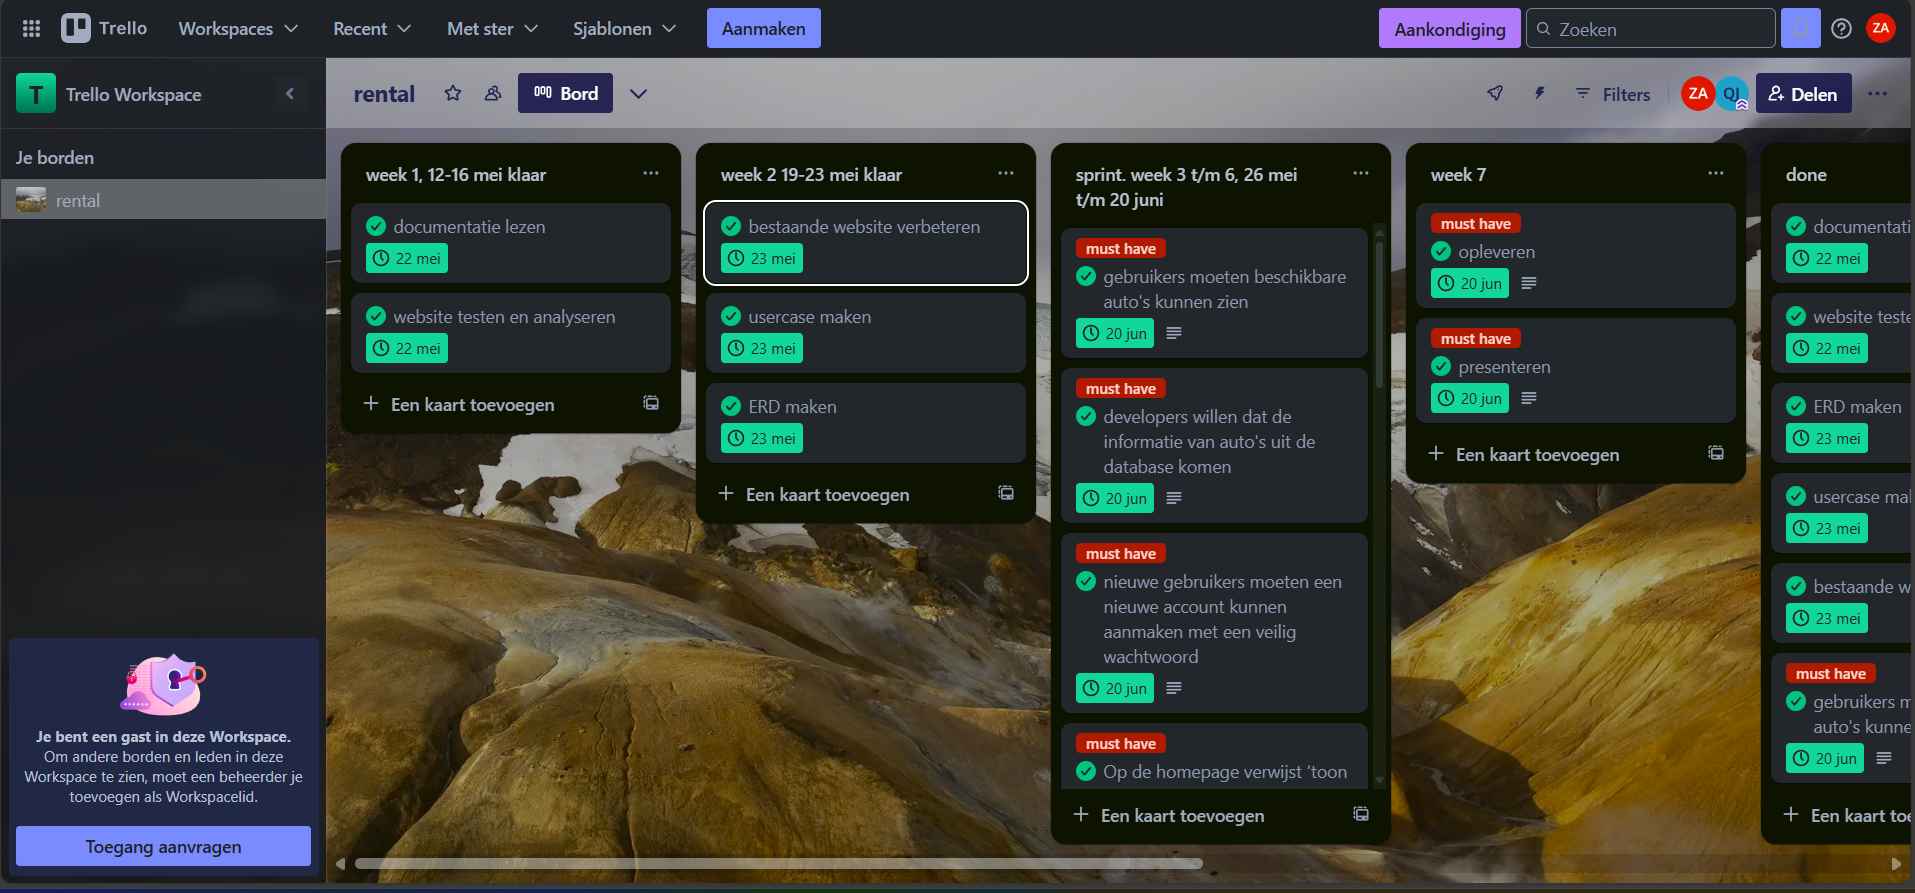 Trello
Workspaces
Recent
Met ster
Sjablonen
Aanmaken
Aankondiging
Zoeken
ZA
T
Trello Workspace
rental
Bord
Filters
ZA
QJ
Delen
Je borden
rental
Je bent een gast in deze Workspace.
Om andere borden en leden in deze
Workspace te zien, moet een beheerder je
toevoegen als Workspacelid.
Toegang aanvragen
week 1, 12-16 mei klaar
documentatie lezen
22 mei
website testen en analyseren
22 mei
Een kaart toevoegen
week 2 19-23 mei klaar
bestaande website verbeteren
23 mei
usercase maken
23 mei
ERD maken
23 mei
Een kaart toevoegen
sprint. week 3 t/m 6, 26 mei
t/m 20 juni
must have
gebruikers moeten beschikbare
auto's kunnen zien
20 jun
must have
developers willen dat de
informatie van auto's uit de
database komen
20 jun
must have
nieuwe gebruikers moeten een
nieuwe account kunnen
aanmaken met een veilig
wachtwoord
20 jun
must have
Op de homepage verwijst ‘toon
Een kaart toevoegen
week 7
must have
opleveren
20 jun
must have
presenteren
20 jun
Een kaart toevoegen
done
documentati
22 mei
website teste
22 mei
ERD maken
23 mei
usercase mal
23 mei
bestaande w
23 mei
must have
gebruikers m
auto's kunne
20 jun
Een kaart toe